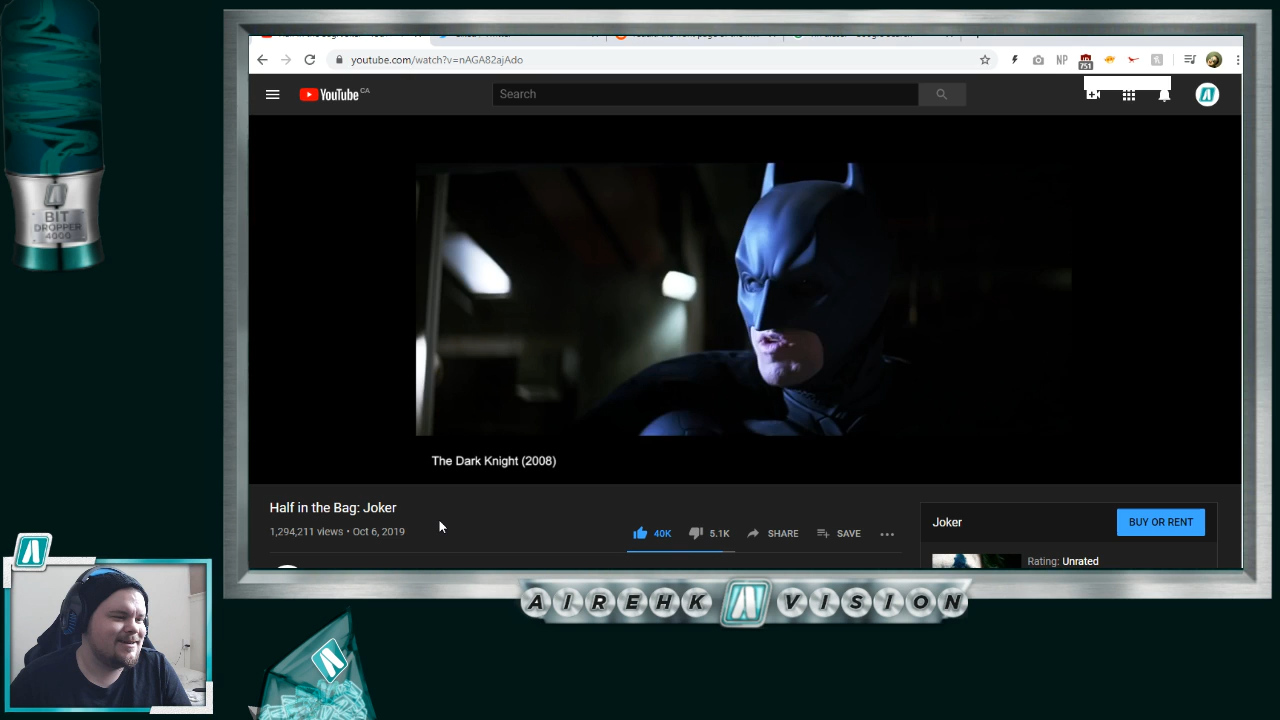 youtube.com/watch?v=nAGA82ajAdo
NP
751
YouTube CA
Search
BIT
DROPPER
4000
The Dark Knight (2008)
Half in the Bag: Joker
1,294,211 views • Oct 6, 2019
40K
5.1K
SHARE
SAVE
Joker
BUY OR RENT
Rating: Unrated
AIREHK VISION